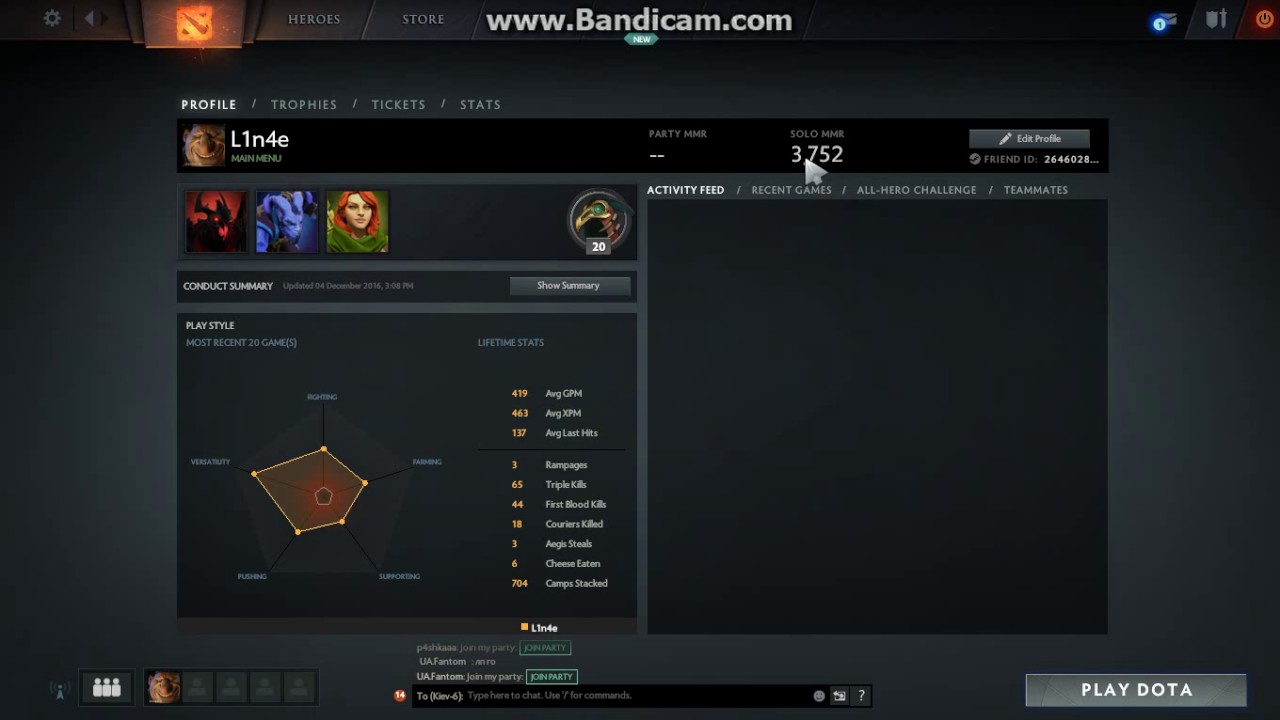 HEROES
STORE
www.Bandicam.com
NEW
1
PROFILE / TROPHIES / TICKETS / STATS
L1n4e
MAIN MENU
PARTY MMR
--
SOLO MMR
3,752
Edit Profile
FRIEND ID: 2646028...
20
ACTIVITY FEED / RECENT GAMES / ALL-HERO CHALLENGE / TEAMMATES
CONDUCT SUMMARY Updated 04 December 2016, 3:08 PM
Show Summary
PLAY STYLE
MOST RECENT 20 GAME(S)
LIFETIME STATS
FIGHTING
VERSATILITY
FARMING
PUSHING
SUPPORTING
419 Avg GPM
463 Avg XPM
137 Avg Last Hits
3 Rampages
65 Triple Kills
44 First Blood Kills
18 Couriers Killed
3 Aegis Steals
6 Cheese Eaten
704 Camps Stacked
L1n4e
p4shkaaa: Join my party: JOIN PARTY
UA.Fantom : лп го
UA.Fantom: Join my party: JOIN PARTY
14 To (Kiev-6): Type here to chat. Use '/' for commands.
?
PLAY DOTA